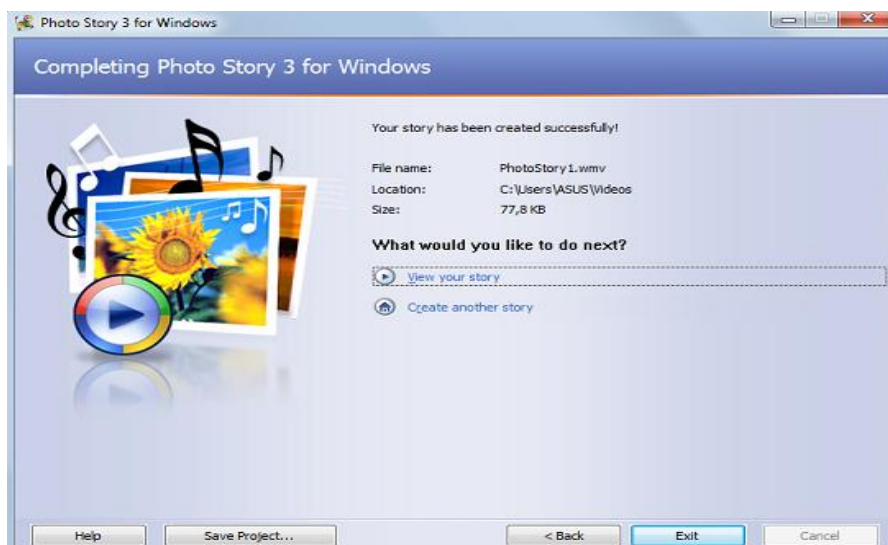 Photo Story 3 for Windows
Completing Photo Story 3 for Windows
Your story has been created successfully!
File name: PhotoStory1.wmv
Location: C:\Users\ASUS\Videos
Size: 77,8 KB
What would you like to do next?
View your story
Create another story
Help Save Project... < Back Exit Cancel